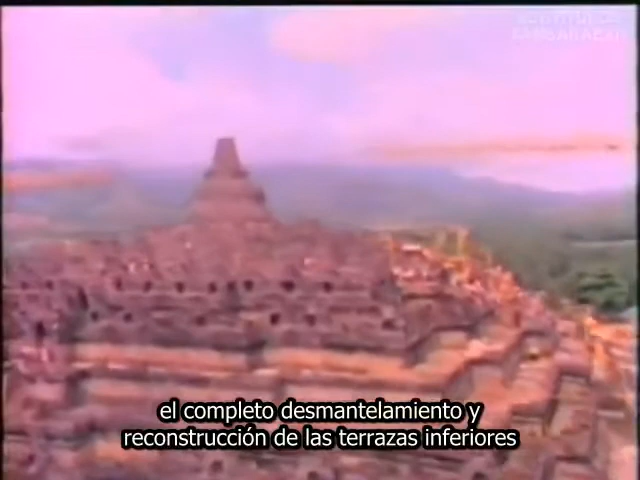 el completo desmantelamiento y
reconstrucción de las terrazas inferiores